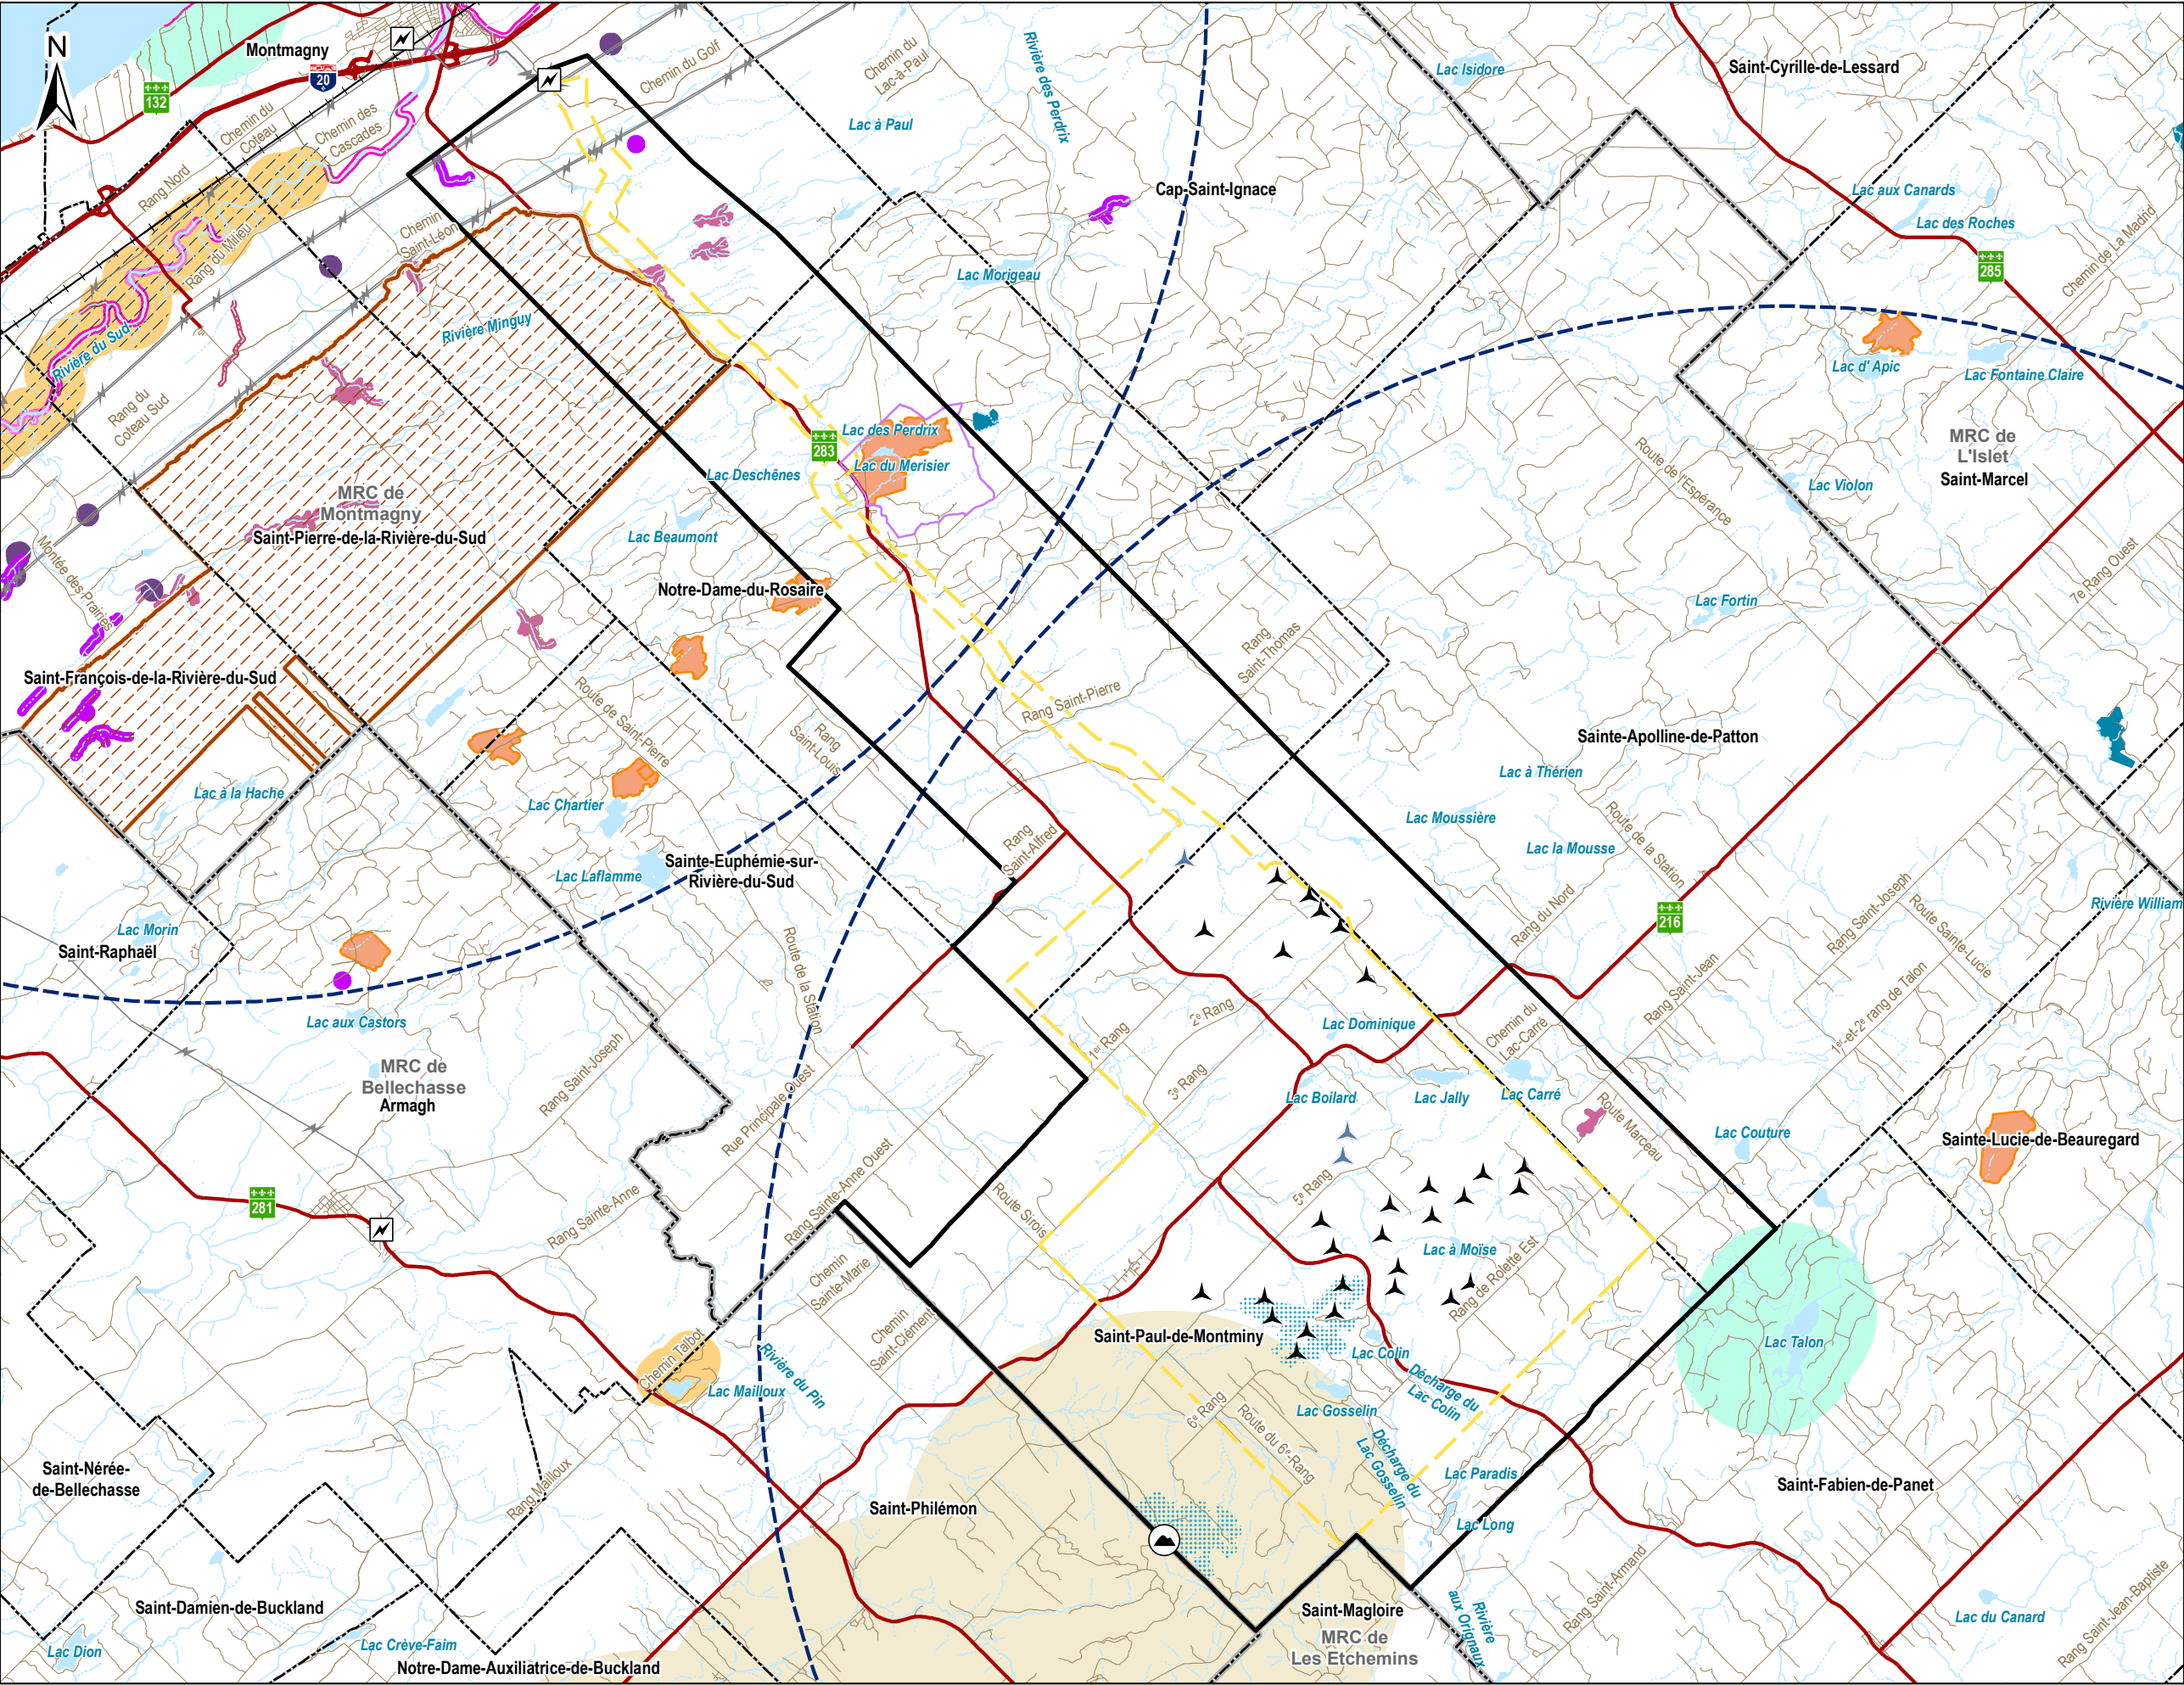 N
Montmagny
20
132
Chemin du Golf
Chemin du
Lac-à-Paul
Rivière des Perdrix
Lac Isidore
Saint-Cyrille-de-Lessard
Chemin du
Coteau
Chemin des
Cascades
Lac à Paul
Rang Nord
Cap-Saint-Ignace
Lac aux Canards
Lac des Roches
285
Chemin de La Madrid
Chemin
Saint-Léon
Rang du Milieu
Lac Morigeau
Rivière Minguy
Rivière du Sud
Lac d' Apic
Lac Fontaine Claire
Rang du
Coteau Sud
Lac des Perdrix
283
Lac du Merisier
Lac Deschênes
MRC de
L'Islet
Saint-Marcel
Lac Violon
Route de l'Espérance
MRC de
Montmagny
Saint-Pierre-de-la-Rivière-du-Sud
Lac Beaumont
Montée des Prairies
Notre-Dame-du-Rosaire
Lac Fortin
7e Rang Ouest
Rang
Saint-Thomas
Saint-François-de-la-Rivière-du-Sud
Route de Saint-Pierre
Rang Saint-Pierre
Rang
Saint-Louis
Sainte-Apolline-de-Patton
Lac à Thérien
Lac à la Hache
Lac Chartier
Lac Moussière
Route de la Station
Lac la Mousse
Rang
Saint-Alfred
Sainte-Euphémie-sur-
Rivière-du-Sud
Lac Laflamme
Rivière William
Rang Saint-Joseph
Route Sainte-Lucie
216
Rang du Nord
Lac Morin
Saint-Raphaël
Route de la Station
Rang Saint-Jean
1er-et-2e rang de Talon
Lac aux Castors
2e Rang
1er Rang
Lac Dominique
Chemin du
Lac-Carré
MRC de
Bellechasse
Armagh
Rang Saint-Joseph
Rue Principale Ouest
3e Rang
Lac Boilard
Lac Jally
Lac Carré
Route Marceau
Lac Couture
Sainte-Lucie-de-Beauregard
281
Rang Sainte-Anne
Rang Sainte-Anne Ouest
Route Sirois
5e Rang
Lac à Moïse
Rang de Rolette Est
Chemin
Sainte-Marie
Chemin
Saint-Clément
Chemin Talbot
Rivière du Pin
Lac Mailloux
Saint-Paul-de-Montminy
Lac Colin
Lac Talon
Décharge du
Lac Colin
Lac Gosselin
6e Rang
Route du 6e-Rang
Décharge du
Lac Gosselin
Saint-Nérée-
de-Bellechasse
Rang Mailloux
Saint-Philémon
Lac Paradis
Lac Long
Saint-Fabien-de-Panet
Rang Saint-Armand
Saint-Damien-de-Buckland
Saint-Magloire
MRC de
Les Etchemins
Rivière
aux Orignaux
Lac du Canard
Rang Saint-Jean-Baptiste
Lac Dion
Lac Crève-Faim
Notre-Dame-Auxiliatrice-de-Buckland